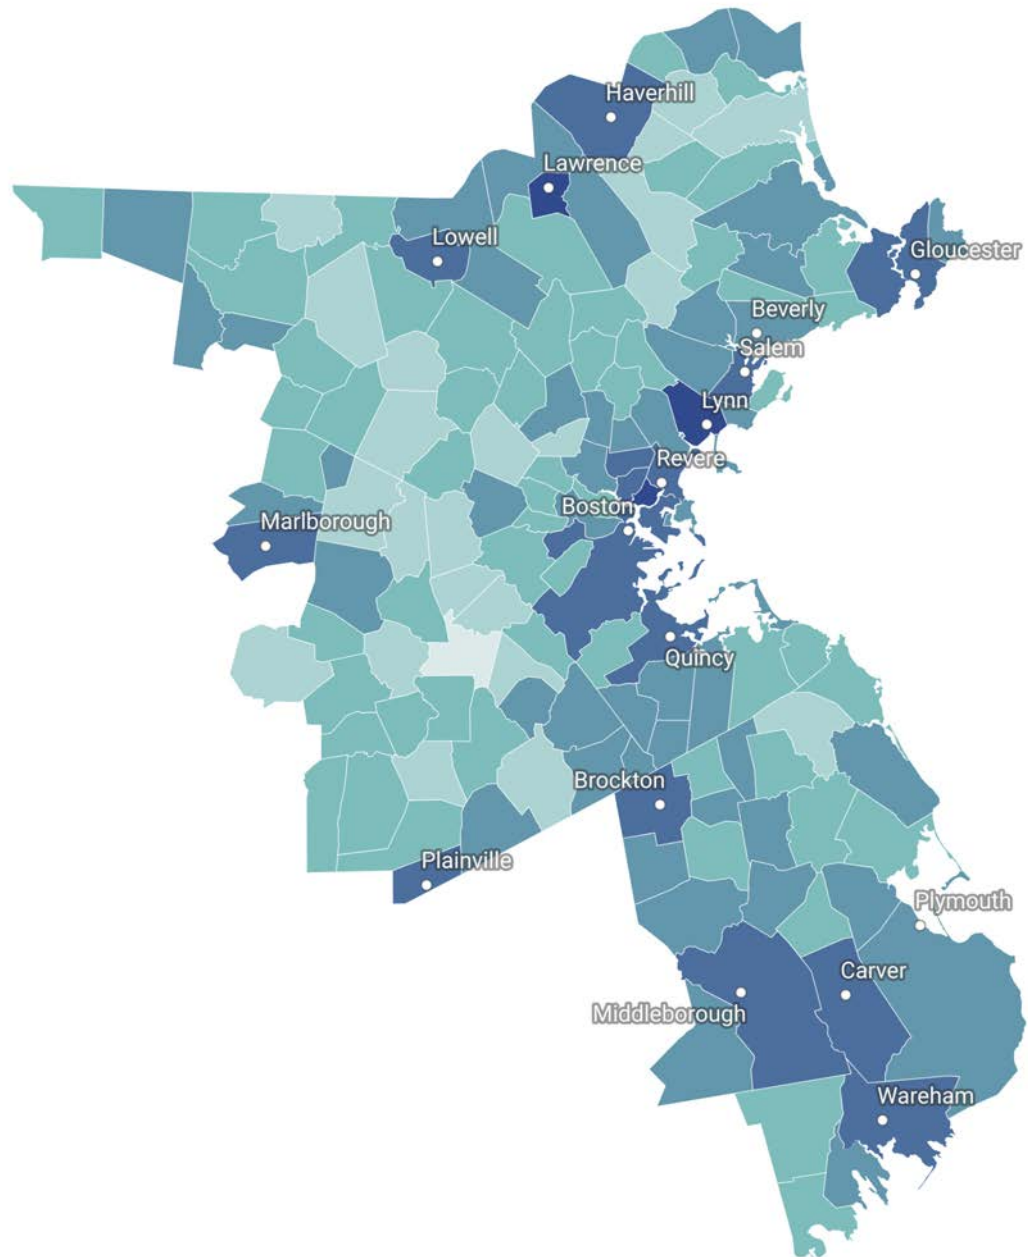 Haverhill
Lawrence
Lowell
Gloucester
Beverly
Salem
Lynn
Revere
Boston
Marlborough
Quincy
Brockton
Plainville
Plymouth
Carver
Middleborough
Wareham